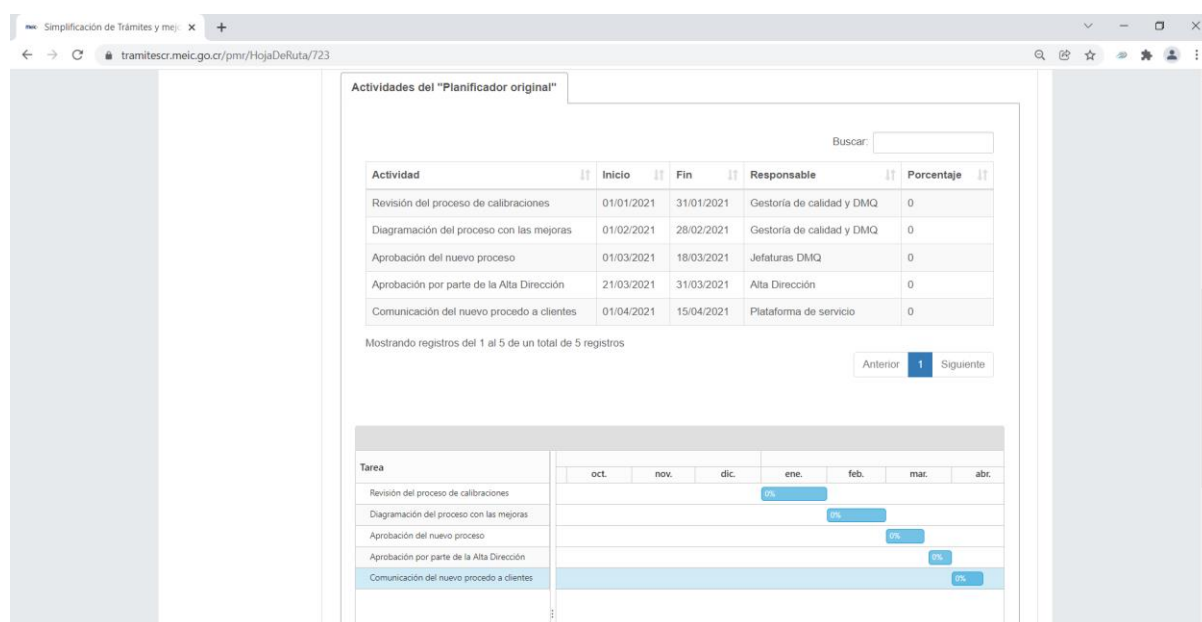 Simplificación de Trámites y mejo
tramitescr.meic.go.cr/pmr/HojaDeRuta/723
Actividades del "Planificador original"
Buscar:
Actividad Inicio Fin Responsable Porcentaje
Revisión del proceso de calibraciones 01/01/2021 31/01/2021 Gestoría de calidad y DMQ 0
Diagramación del proceso con las mejoras 01/02/2021 28/02/2021 Gestoría de calidad y DMQ 0
Aprobación del nuevo proceso 01/03/2021 18/03/2021 Jefaturas DMQ 0
Aprobación por parte de la Alta Dirección 21/03/2021 31/03/2021 Alta Dirección 0
Comunicación del nuevo procedo a clientes 01/04/2021 15/04/2021 Plataforma de servicio 0
Mostrando registros del 1 al 5 de un total de 5 registros
Anterior 1 Siguiente
Tarea oct. nov. dic. ene. feb. mar. abr.
Revisión del proceso de calibraciones 0%
Diagramación del proceso con las mejoras 0%
Aprobación del nuevo proceso 0%
Aprobación por parte de la Alta Dirección 0%
Comunicación del nuevo procedo a clientes 0%